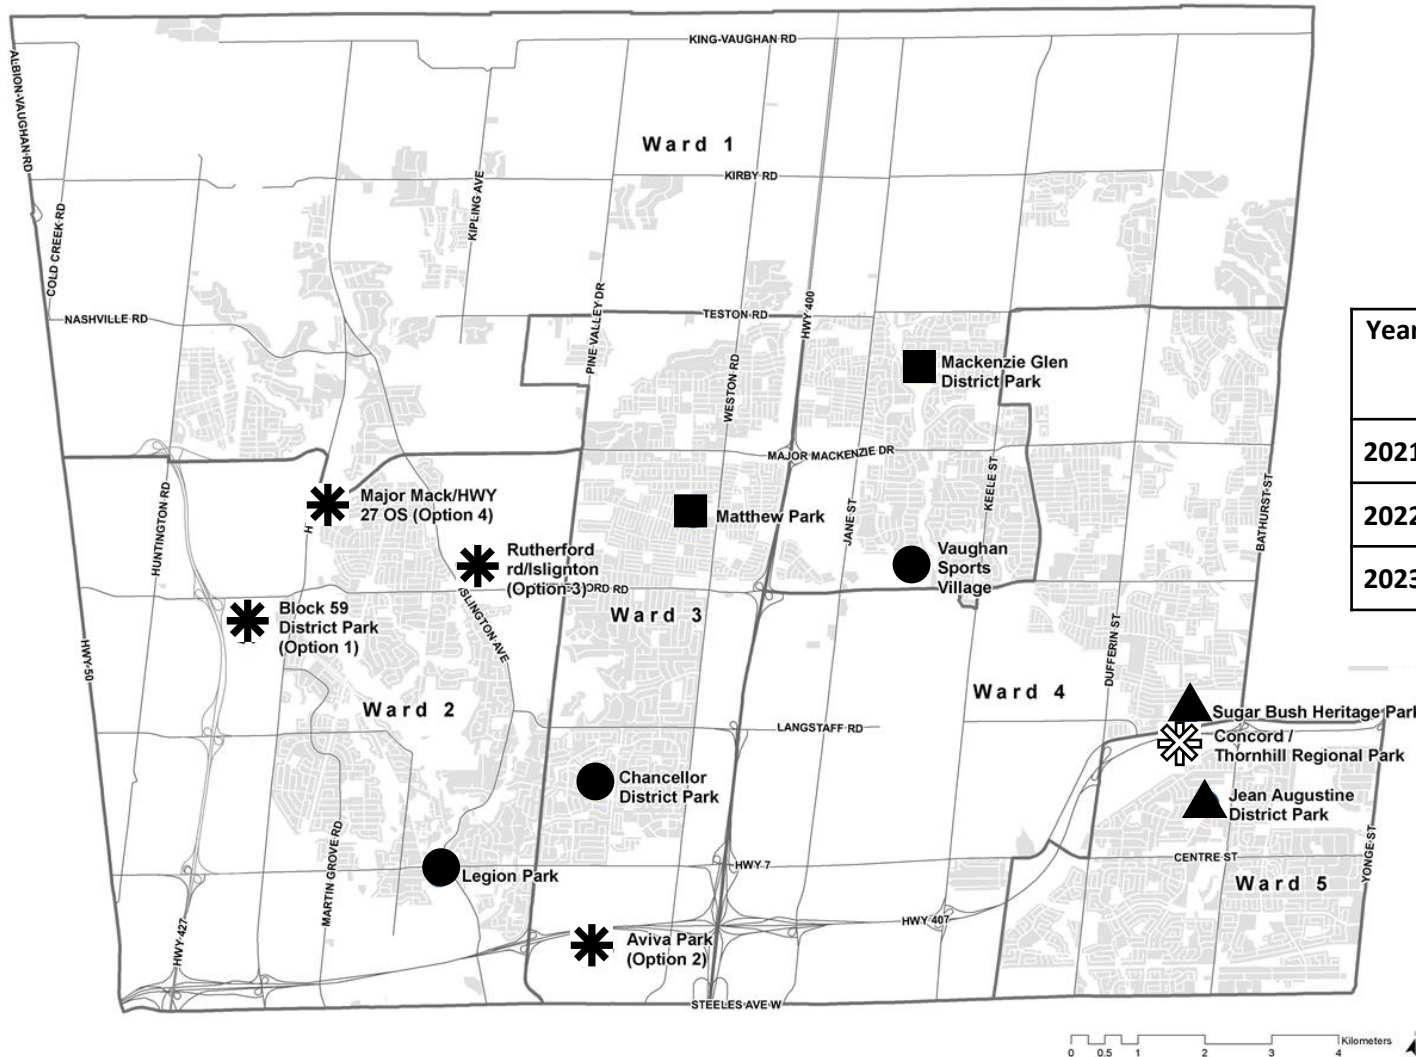 KING-VAUGHAN RD
ALBION-VAUGHAN RD
Ward 1
KIRBY RD
KIPLING AVE
COLD CREEK RD
NASHVILLE RD
TESTON RD
PINE VALLEY DR
HWY 400
WESTON RD
Mackenzie Glen
District Park
Year
2021
2022
2023
MAJOR MACKENZIE DR
KEELE ST
BATHURST ST
JANE ST
HUNTINGTON RD
H
Major Mack/HWY
27 OS (Option 4)
Matthew Park
Rutherford
rd/Islignton
(Option 3)
ORD RD
Vaughan
Sports
Village
Block 59
District Park
(Option 1)
SLINGTON AVE
Ward 3
HWY 50
DUFFERIN ST
Ward 2
Ward 4
LANGSTAFF RD
Sugar Bush Heritage Park
Concord /
Thornhill Regional Park
Chancellor
District Park
Jean Augustine
District Park
MARTIN GROVE RD
HWY 7
Legion Park
CENTRE ST
YONGE ST
Ward 5
HWY 427
HWY 407
Aviva Park
(Option 2)
STEELES AVE W
Kilometers
0 0.5 1 2 3 4